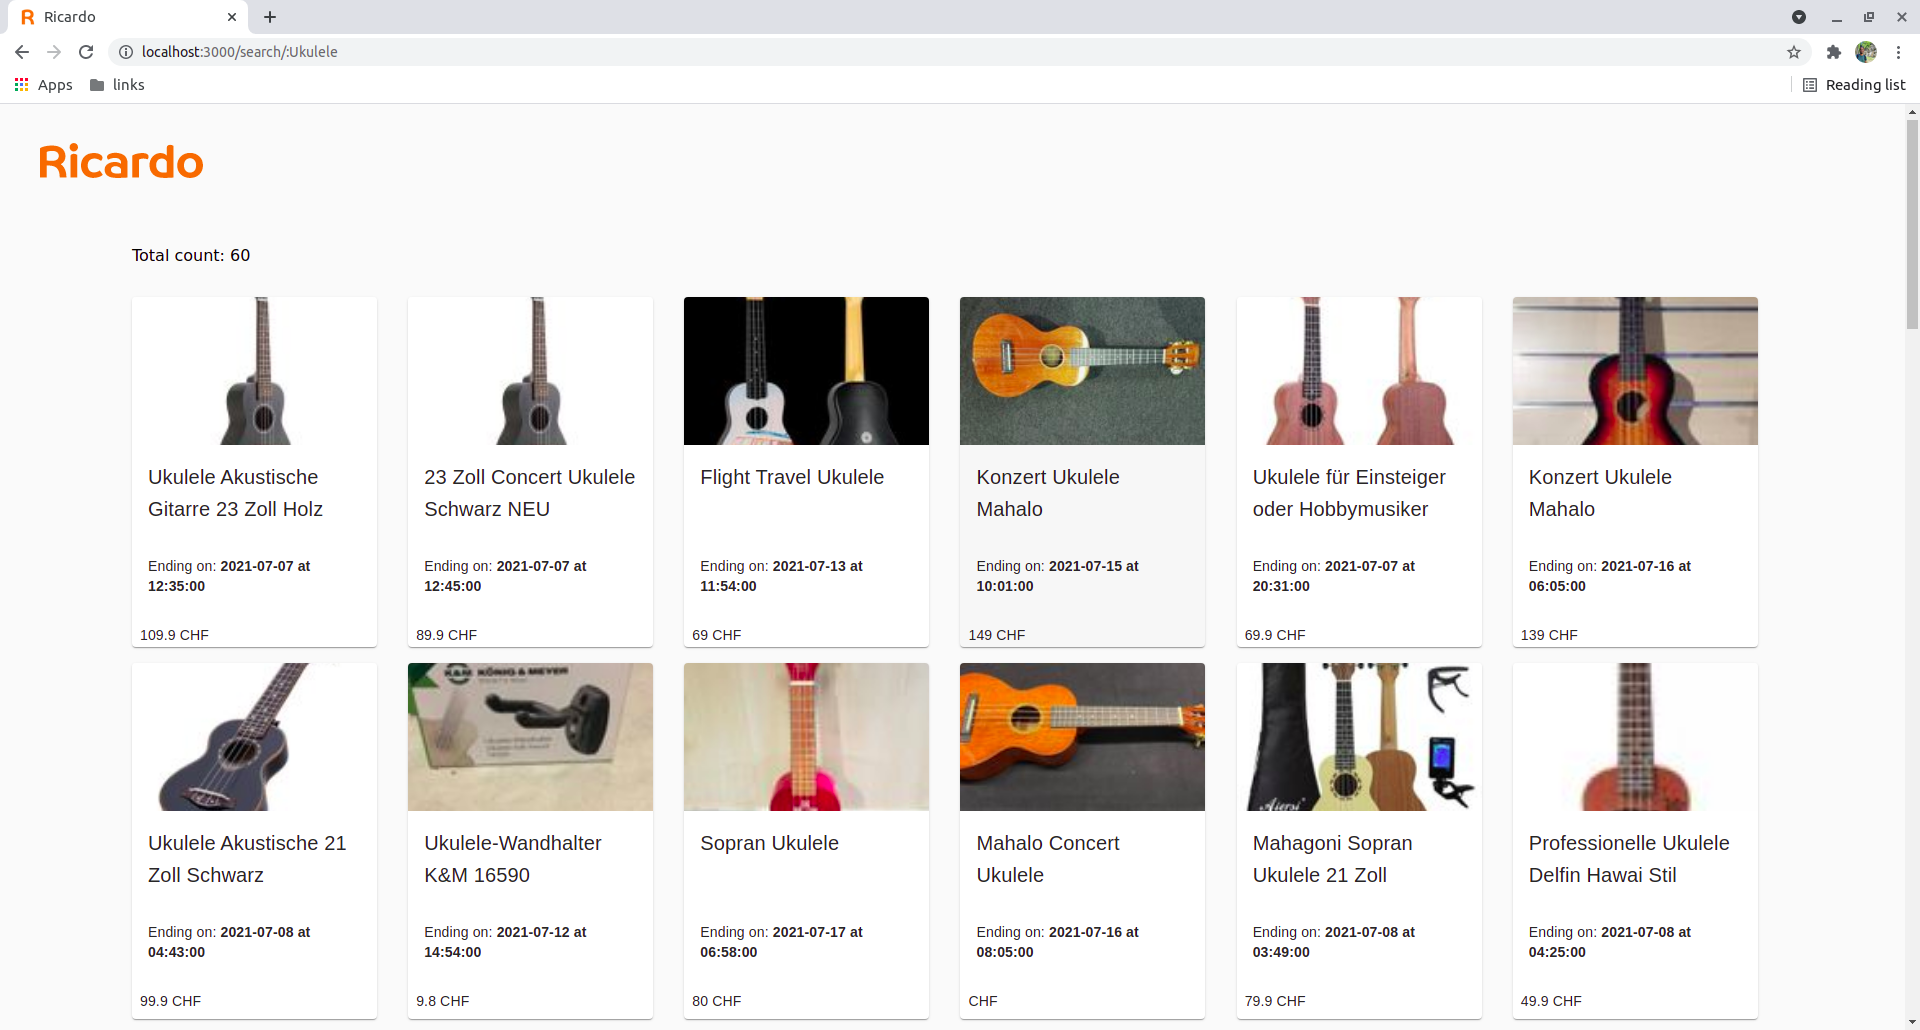 Ricardo
localhost:3000/search/:Ukulele
Apps
links
Reading list
Ricardo
Total count: 60
Ukulele Akustische
Gitarre 23 Zoll Holz
Ending on: 2021-07-07 at
12:35:00
109.9 CHF
23 Zoll Concert Ukulele
Schwarz NEU
Ending on: 2021-07-07 at
12:45:00
89.9 CHF
Flight Travel Ukulele
Ending on: 2021-07-13 at
11:54:00
69 CHF
Konzert Ukulele
Mahalo
Ending on: 2021-07-15 at
10:01:00
149 CHF
Ukulele für Einsteiger
oder Hobbymusiker
Ending on: 2021-07-07 at
20:31:00
69.9 CHF
Konzert Ukulele
Mahalo
Ending on: 2021-07-16 at
06:05:00
139 CHF
Ukulele Akustische 21
Zoll Schwarz
Ending on: 2021-07-08 at
04:43:00
99.9 CHF
K&M KÖNIG & MEYER
Ukulele-Wandhalter
K&M 16590
Ending on: 2021-07-12 at
14:54:00
9.8 CHF
Sopran Ukulele
Ending on: 2021-07-17 at
06:58:00
80 CHF
Mahalo Concert
Ukulele
Ending on: 2021-07-16 at
08:05:00
CHF
Aiersi
Mahagoni Sopran
Ukulele 21 Zoll
Ending on: 2021-07-08 at
03:49:00
79.9 CHF
Professionelle Ukulele
Delfin Hawai Stil
Ending on: 2021-07-08 at
04:25:00
49.9 CHF